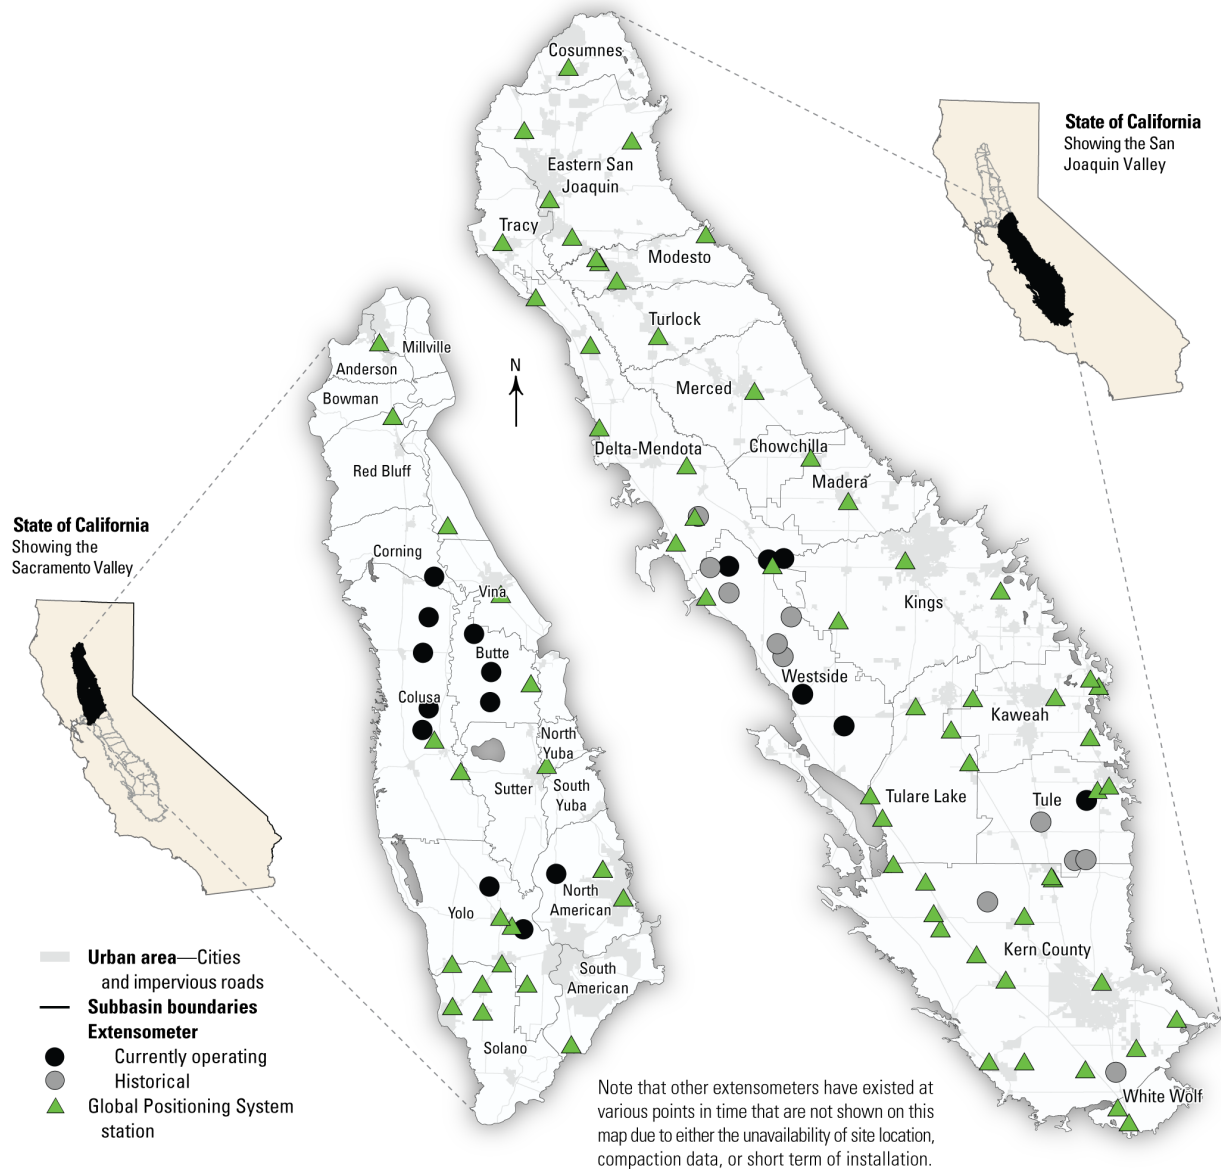 Cosumnes
State of California
Showing the San
Joaquin Valley
Eastern San
Joaquin
Tracy
Modesto
Turlock
Millville
N
Anderson
Merced
Bowman
Delta-Mendota
Chowchilla
Red Bluff
Madera
State of California
Showing the
Sacramento Valley
Corning
Vina
Kings
Butte
Westside
Colusa
Kaweah
North
Yuba
Sutter
South
Yuba
Tulare Lake
Tule
North
American
Yolo
Kern County
Urban area—Cities
and impervious roads
South
American
Subbasin boundaries
Extensometer
Solano
Currently operating
Historical
Global Positioning System
station
White Wolf
Note that other extensometers have existed at
various points in time that are not shown on this
map due to either the unavailability of site location,
compaction data, or short term of installation.